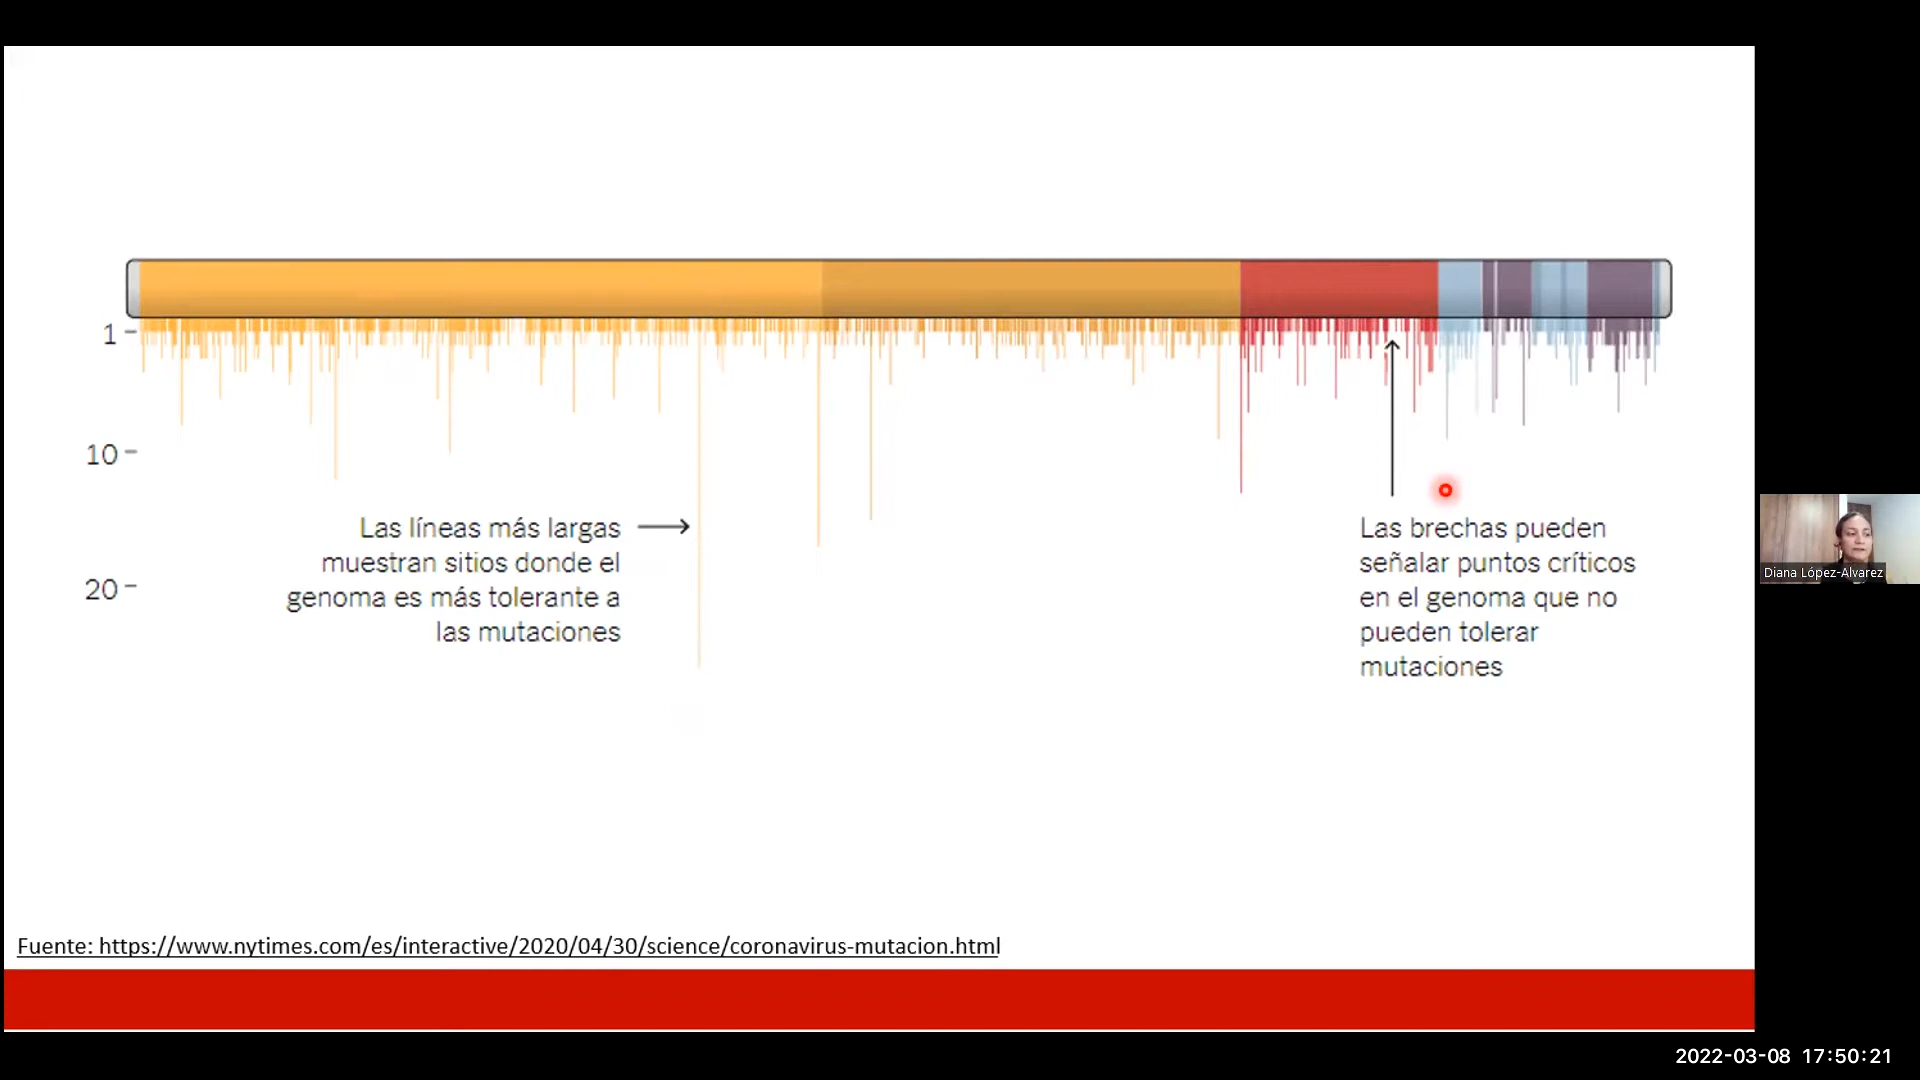 1
10
20
Las líneas más largas
muestran sitios donde el
genoma es más tolerante a
las mutaciones
Las brechas pueden
señalar puntos críticos
en el genoma que no
pueden tolerar
mutaciones
Diana López-Alvarez
Fuente: https://www.nytimes.com/es/interactive/2020/04/30/science/coronavirus-mutacion.html
2022-03-08 17:50:21